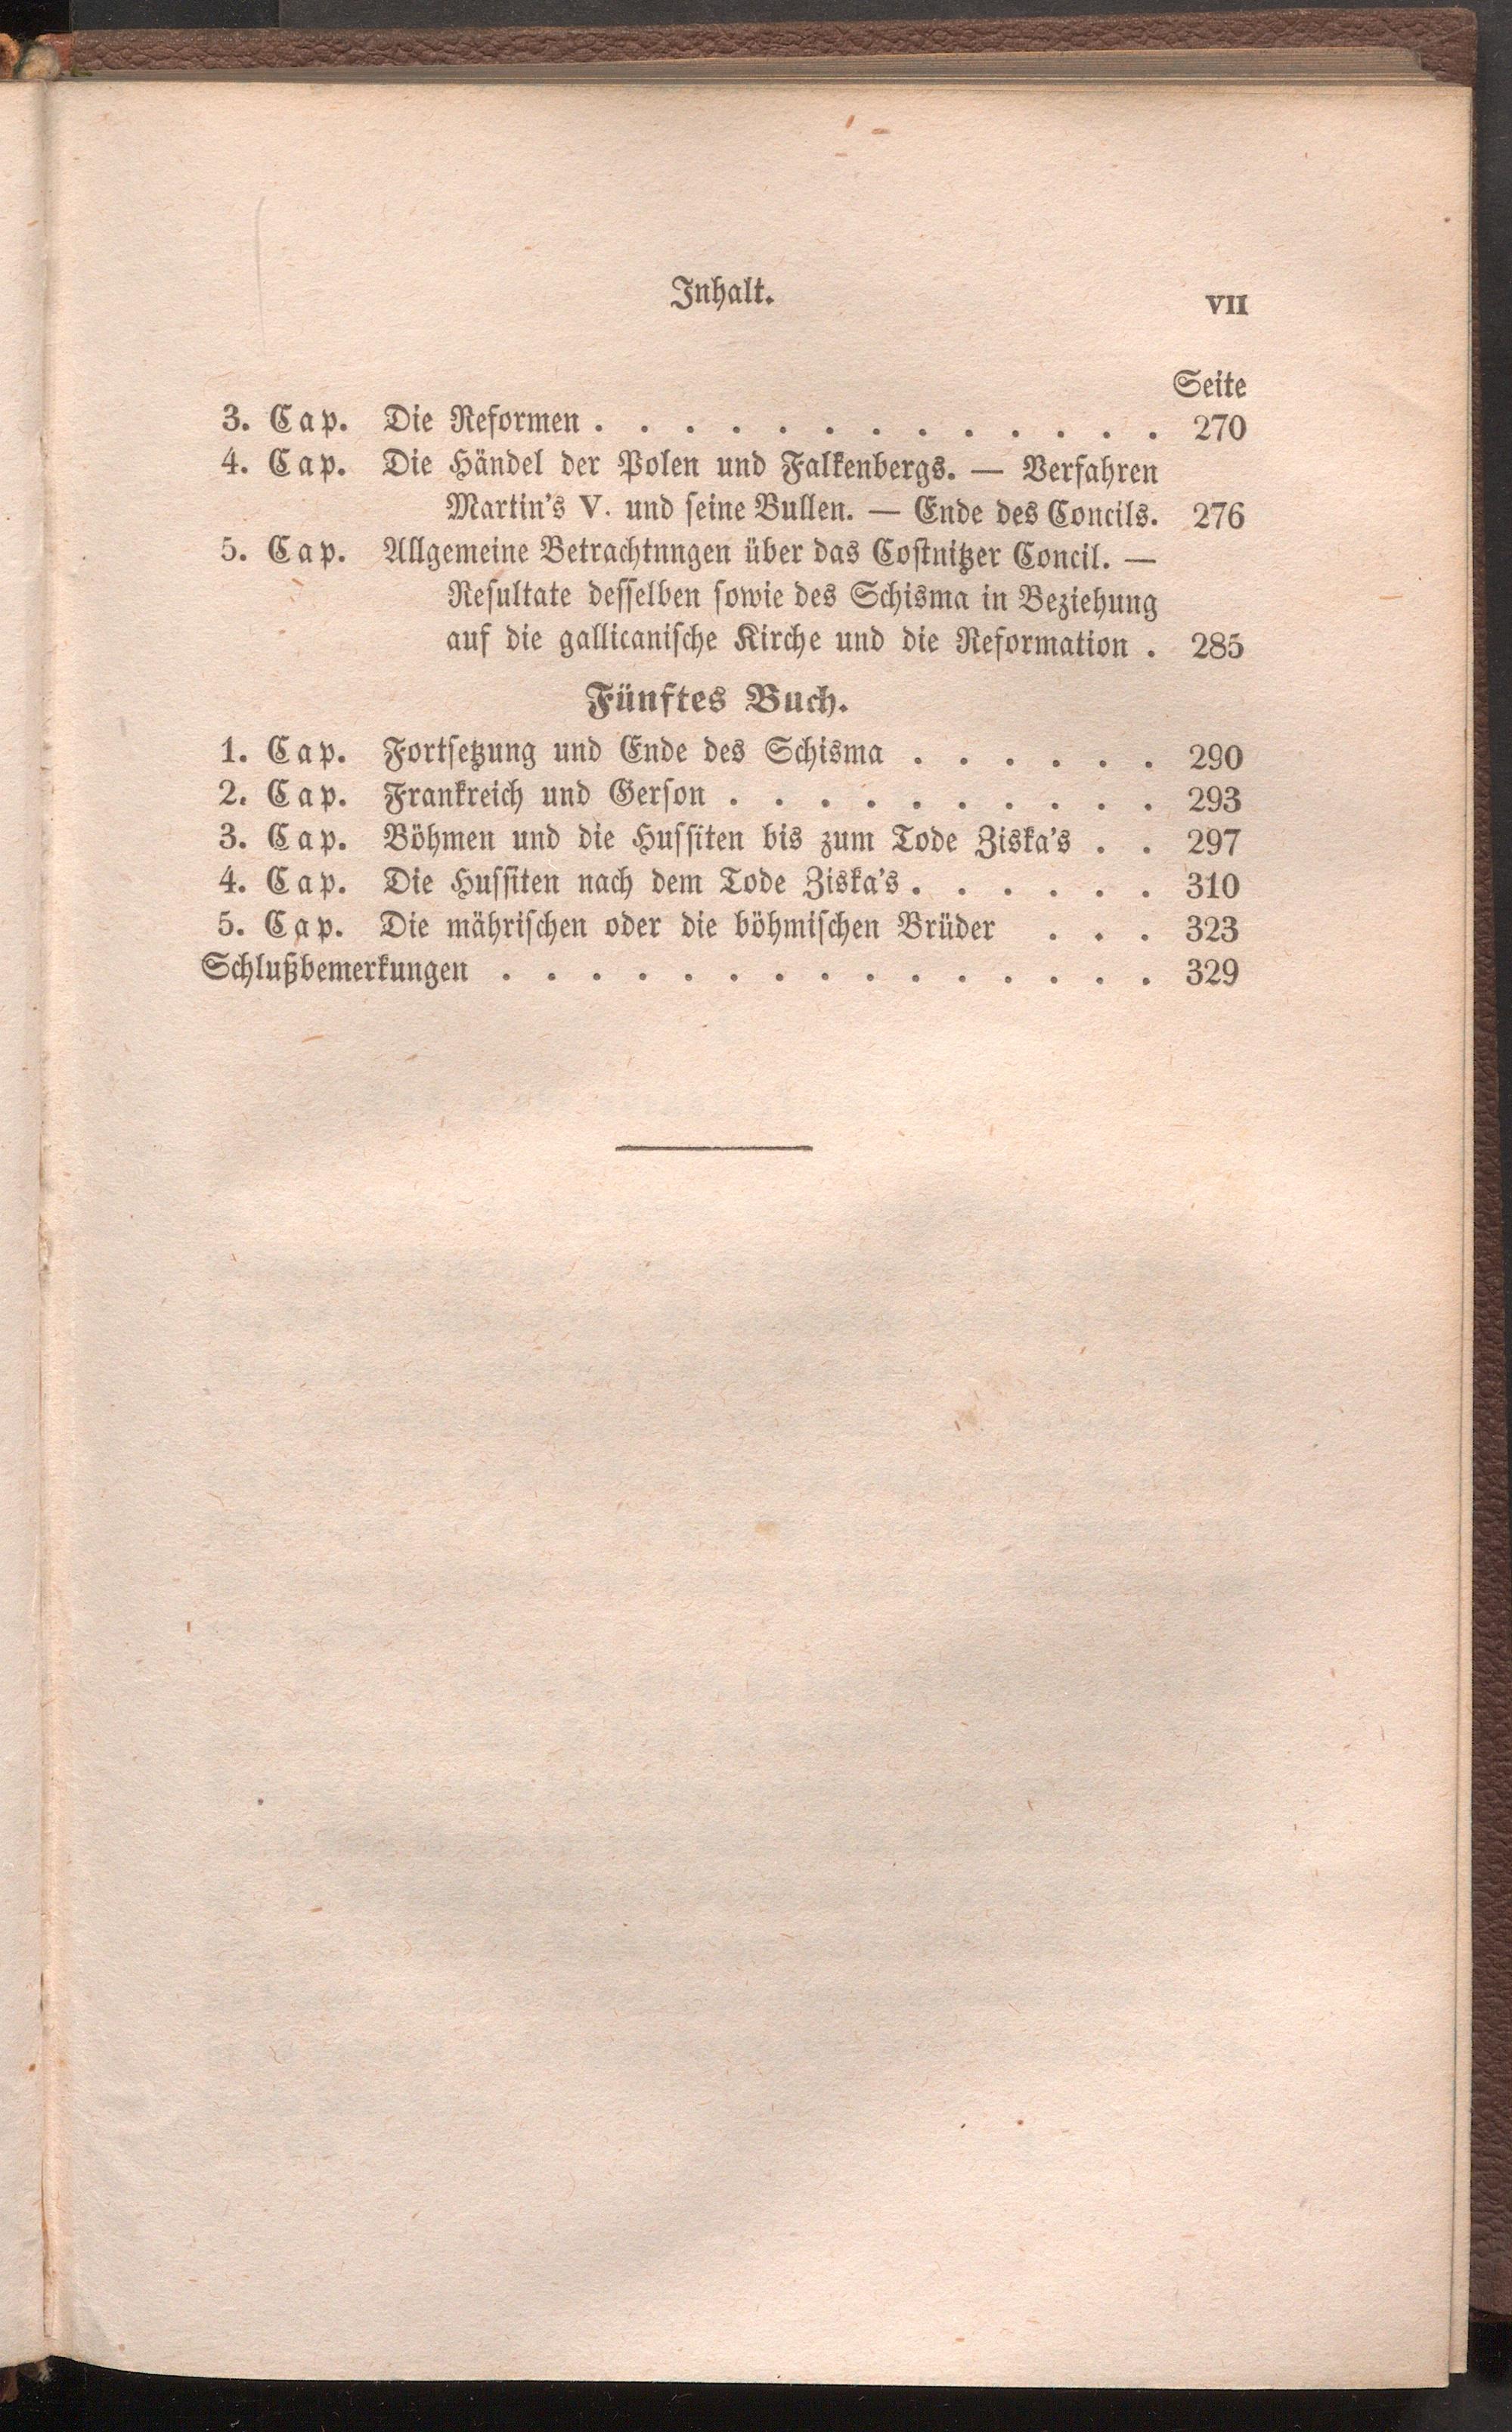 Inhalt. VII
Seite
3. Cap. Die Reformen . . . . . . . . . . . . . 270
4. Cap. Die Händel der Polen und Falkenbergs. — Verfahren
Martin's V. und seine Bullen. — Ende des Concils. 276
5. Cap. Allgemeine Betrachtnngen über das Costnitzer Concil. —
Resultate desselben sowie des Schisma in Beziehung
auf die gallicanische Kirche und die Reformation . 285
Fünftes Buch.
1. Cap. Fortsetzung und Ende des Schisma . . . . . . 290
2. Cap. Frankreich und Gerson . . . . . . . . . . 293
3. Cap. Böhmen und die Hussiten bis zum Tode Ziska's . . 297
4. Cap. Die Hussiten nach dem Tode Ziska's . . . . . . 310
5. Cap. Die mährischen oder die böhmischen Brüder . . . 323
Schlußbemerkungen . . . . . . . . . . . . . . . 329